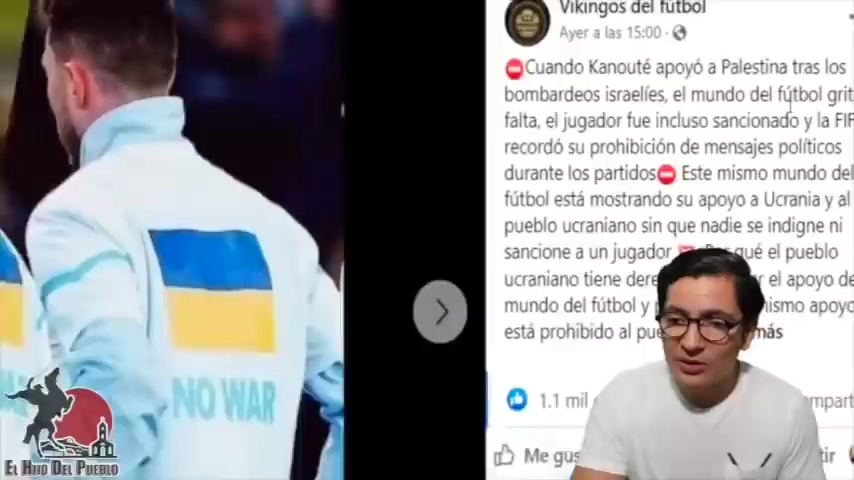 NO WAR
EL HIJO DEL PUEBLO
Vikingos del fútbol
Ayer a las 15:00 ·
Cuando Kanouté apoyó a Palestina tras los
bombardeos israelíes, el mundo del fútbol grit
falta, el jugador fue incluso sancionado y la FIF
recordó su prohibición de mensajes políticos
durante los partidos Este mismo mundo del
fútbol está mostrando su apoyo a Ucrania y al
pueblo ucraniano sin que nadie se indigne ni
sancione a un jugador qué el pueblo
ucraniano tiene dere r el apoyo de
mundo del fútbol y mismo apoyo
está prohibido al pue más
1.1 mil
Me gus